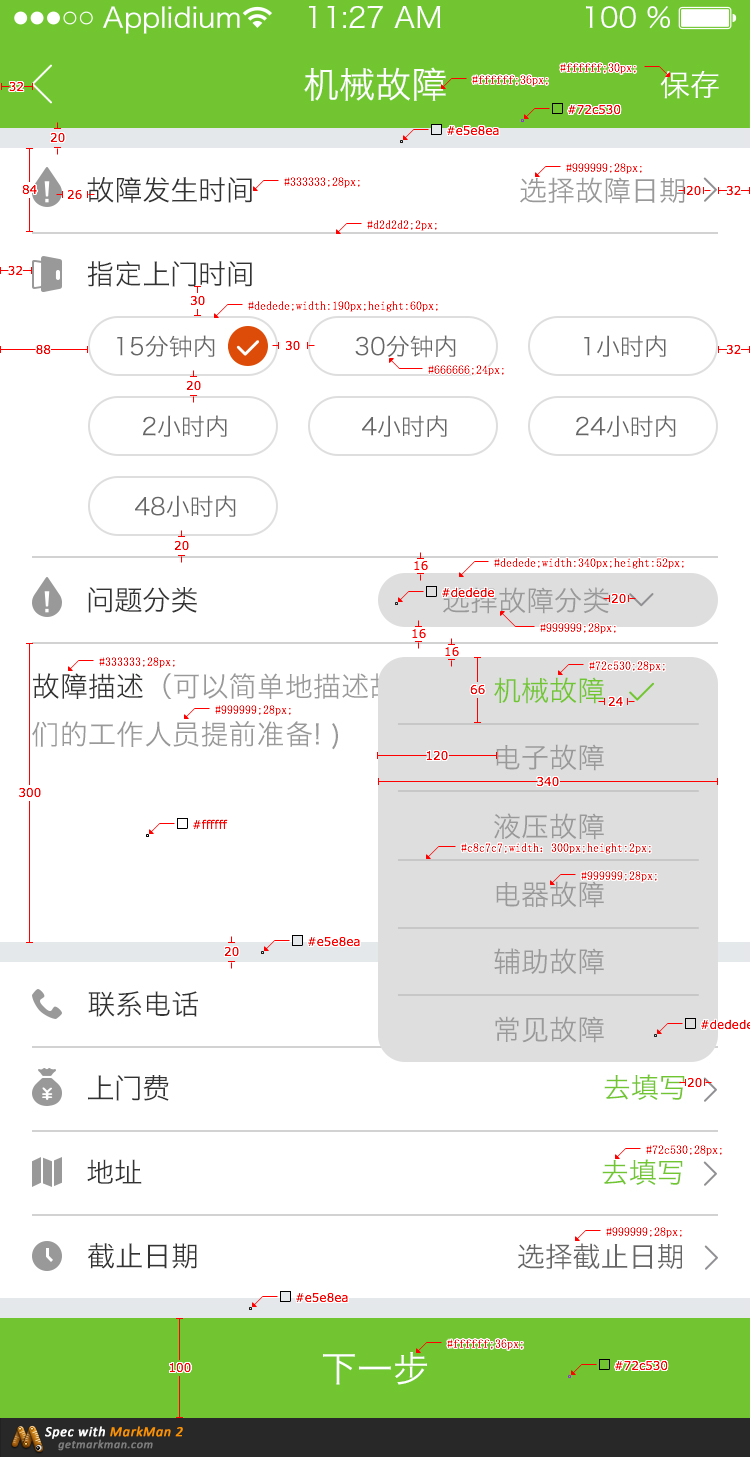 Applidium 11:27 AM 100 %
#ffffff;30px;
32 机械故障 #ffffff;36px; 保存
#72c530
20 #e5e8ea
84 26 故障发生时间 #333333;28px; #999999;28px; 选择故障日期 20 32
#d2d2d2;2px;
32 指定上门时间
30 #dedede;width:190px;height:60px;
88 15分钟内 30 30分钟内 1小时内 32
#666666;24px;
20
2小时内 4小时内 24小时内
48小时内
20
16 #dedede;width:340px;height:52px;
问题分类 #dedede 选择故障分类 20
16 #999999;28px;
16
#333333;28px; #72c530;28px;
故障描述（可以简单地描述故 66 机械故障 24
#999999;28px;
们的工作人员提前准备! )
120 电子故障
340
300 #ffffff
液压故障
#c8c7c7;width: 300px;height:2px;
#999999;28px;
电器故障
20 #e5e8ea
辅助故障
联系电话 常见故障 #dedede
¥ 上门费 去填写 20
#72c530;28px;
地址 去填写
#999999;28px;
截止日期 选择截止日期
#e5e8ea
100 下一步 #ffffff;36px; #72c530
Spec with MarkMan 2
getmarkman.com